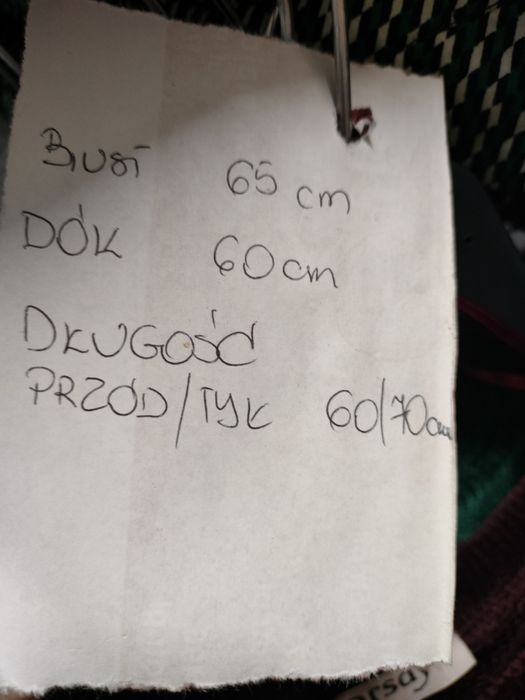 BUST 65 cm
DÓŁ 60 cm
DŁUGOŚĆ
PRZÓD/TYŁ 60/70 cm